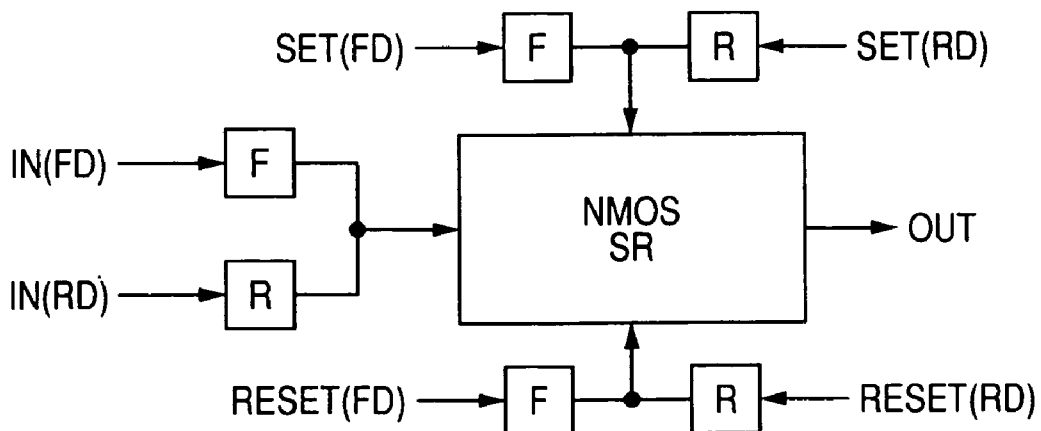 SET(FD) F R SET(RD)
IN(FD) F
NMOS
SR
OUT
IN(RD) R
RESET(FD) F R RESET(RD)